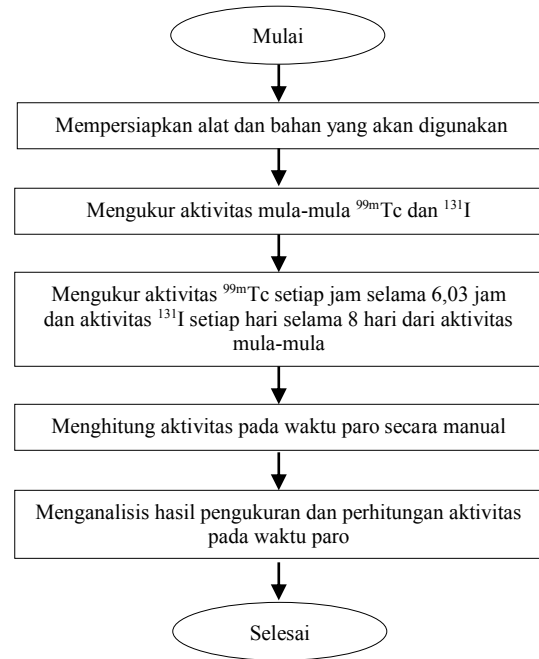 Mulai
Mempersiapkan alat dan bahan yang akan digunakan
Mengukur aktivitas mula-mula ⁹⁹ᵐTc dan ¹³¹I
Mengukur aktivitas ⁹⁹ᵐTc setiap jam selama 6,03 jam
dan aktivitas ¹³¹I setiap hari selama 8 hari dari aktivitas
mula-mula
Menghitung aktivitas pada waktu paro secara manual
Menganalisis hasil pengukuran dan perhitungan aktivitas
pada waktu paro
Selesai